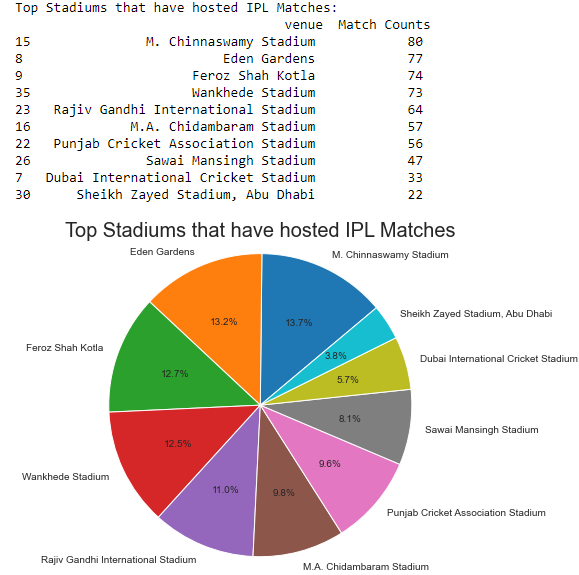 Top Stadiums that have hosted IPL Matches:
venue Match Counts
15 M. Chinnaswamy Stadium 80
8 Eden Gardens 77
9 Feroz Shah Kotla 74
35 Wankhede Stadium 73
23 Rajiv Gandhi International Stadium 64
16 M.A. Chidambaram Stadium 57
22 Punjab Cricket Association Stadium 56
26 Sawai Mansingh Stadium 47
7 Dubai International Cricket Stadium 33
30 Sheikh Zayed Stadium, Abu Dhabi 22
Top Stadiums that have hosted IPL Matches
Eden Gardens
M. Chinnaswamy Stadium
Sheikh Zayed Stadium, Abu Dhabi
13.2%
13.7%
Feroz Shah Kotla
3.8%
Dubai International Cricket Stadium
12.7%
5.7%
8.1%
Sawai Mansingh Stadium
12.5%
9.6%
Wankhede Stadium
11.0%
9.8%
Punjab Cricket Association Stadium
Rajiv Gandhi International Stadium
M.A. Chidambaram Stadium